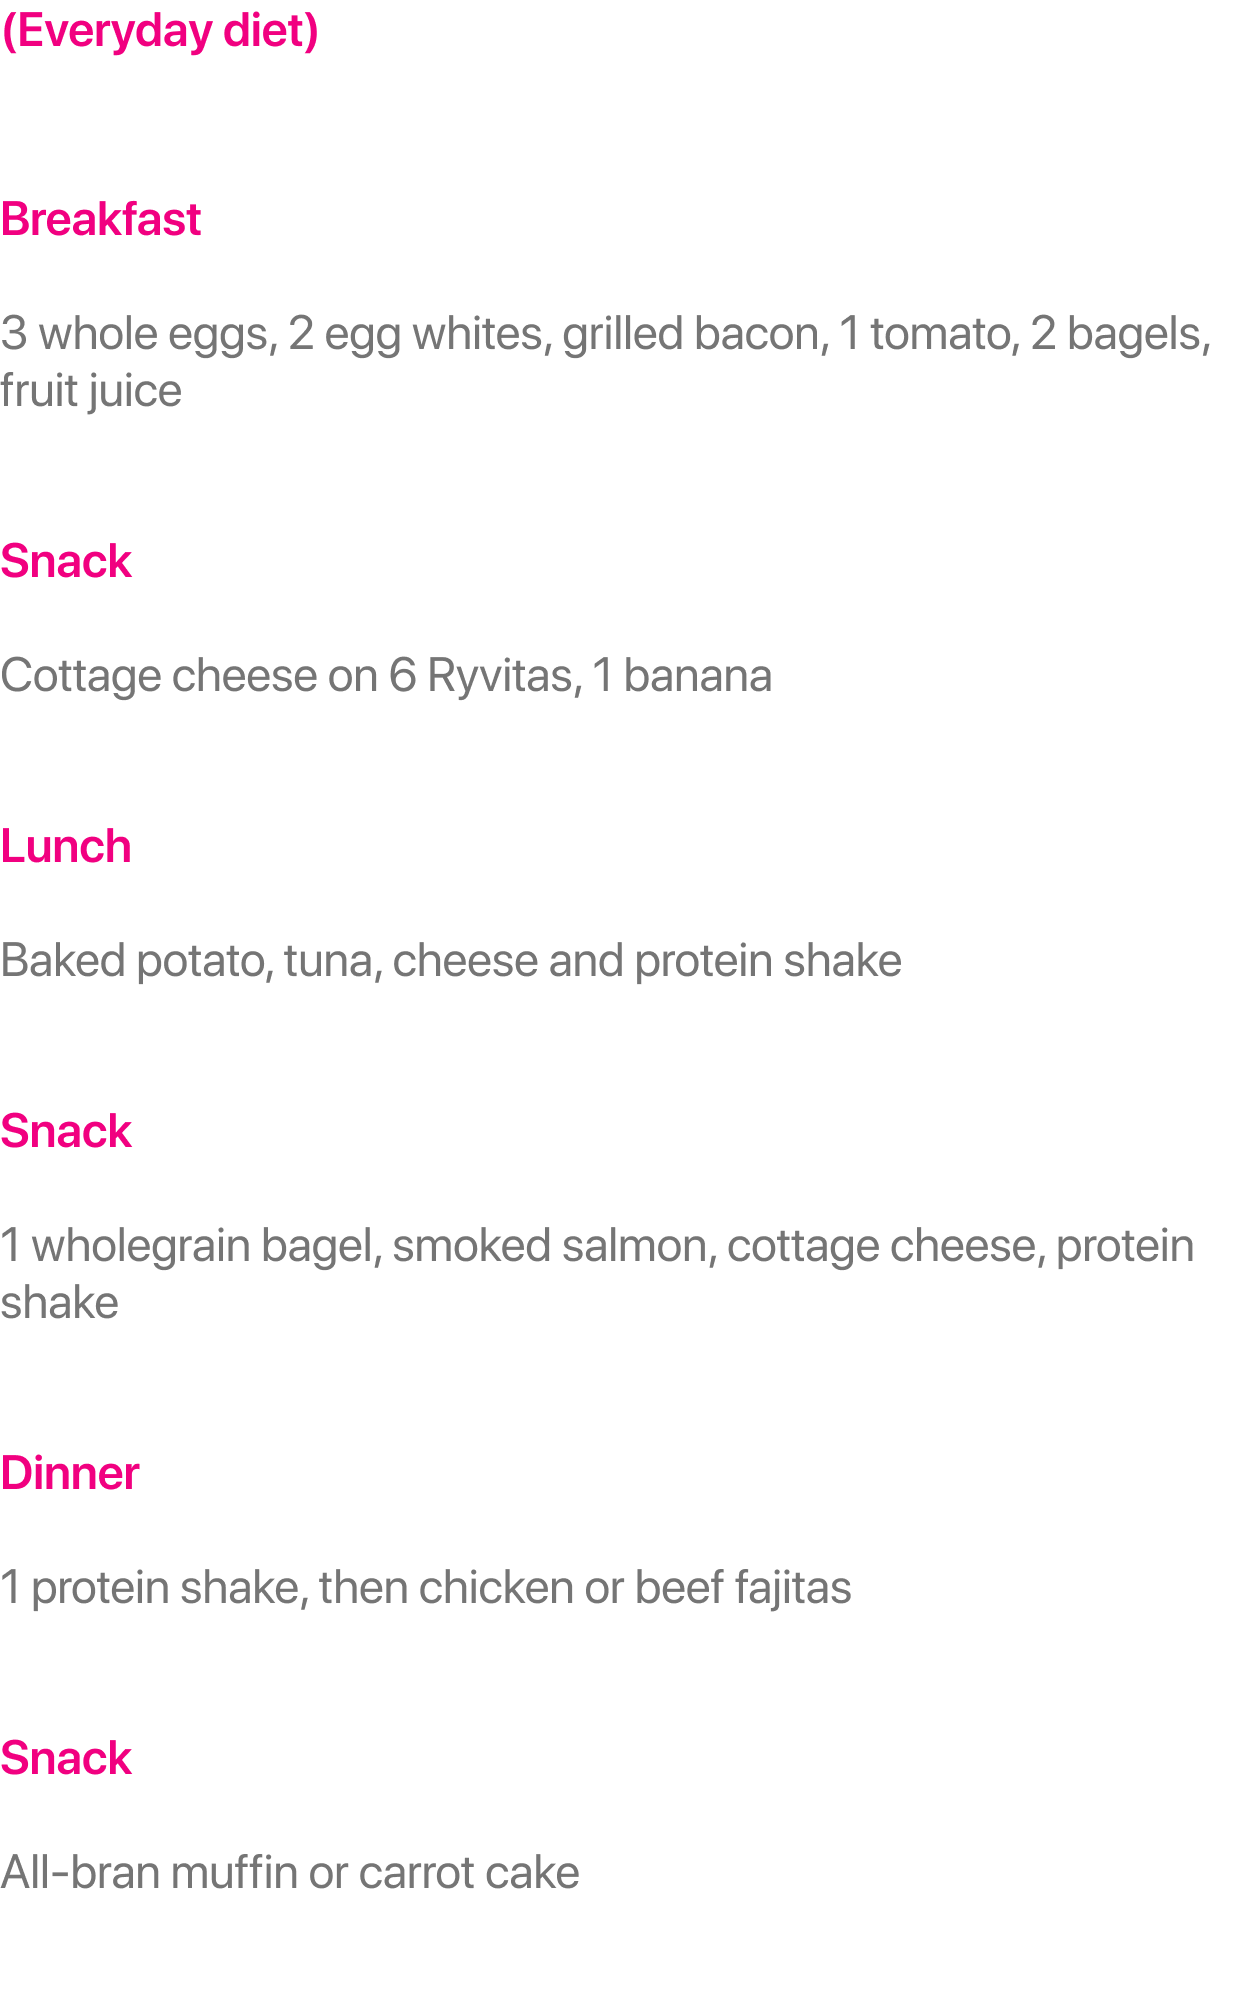 (Everyday diet)
Breakfast
3 whole eggs, 2 egg whites, grilled bacon, 1 tomato, 2 bagels,
fruit juice
Snack
Cottage cheese on 6 Ryvitas, 1 banana
Lunch
Baked potato, tuna, cheese and protein shake
Snack
1 wholegrain bagel, smoked salmon, cottage cheese, protein
shake
Dinner
1 protein shake, then chicken or beef fajitas
Snack
All-bran muffin or carrot cake